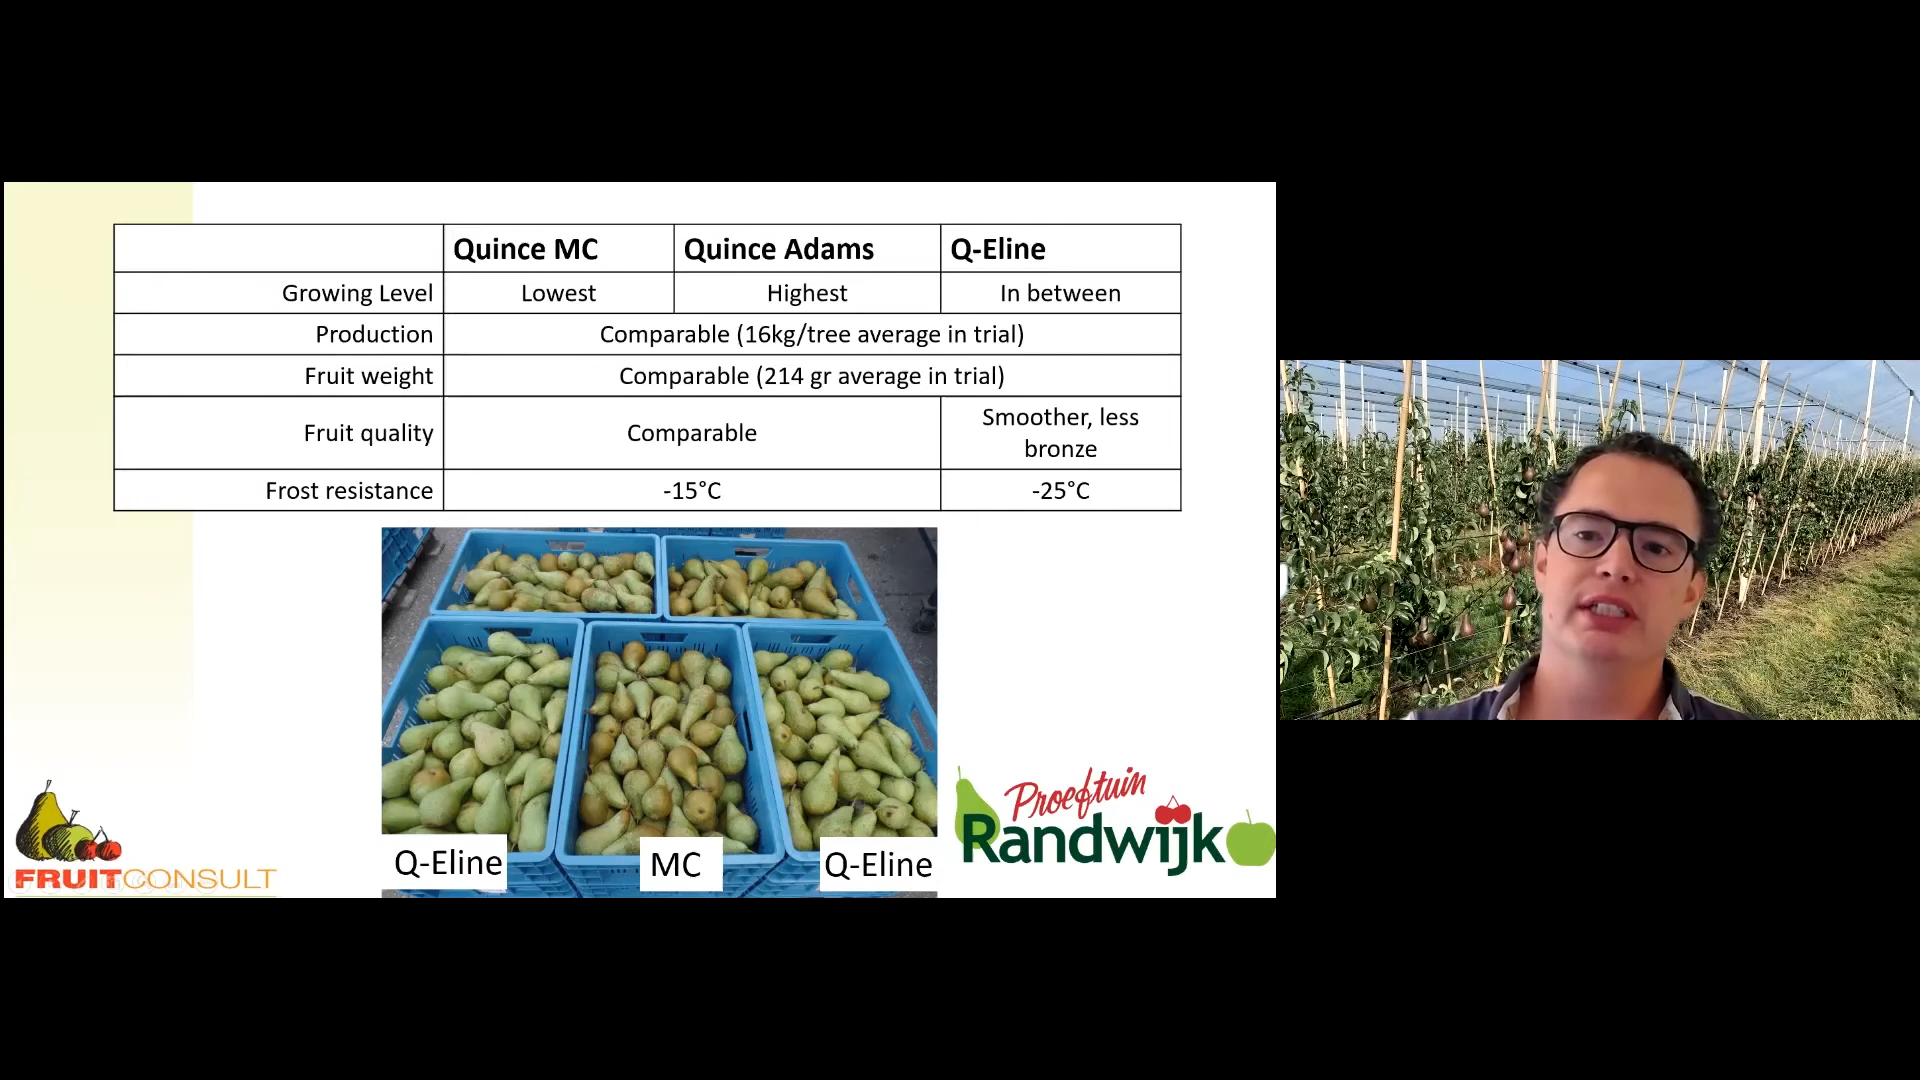 Quince MC Quince Adams Q-Eline
Growing Level Lowest Highest In between
Production Comparable (16kg/tree average in trial)
Fruit weight Comparable (214 gr average in trial)
Fruit quality Comparable Smoother, less
bronze
Frost resistance -15°C -25°C
Q-Eline
MC
Q-Eline
FRUITCONSULT
Proeftuin
Randwijk